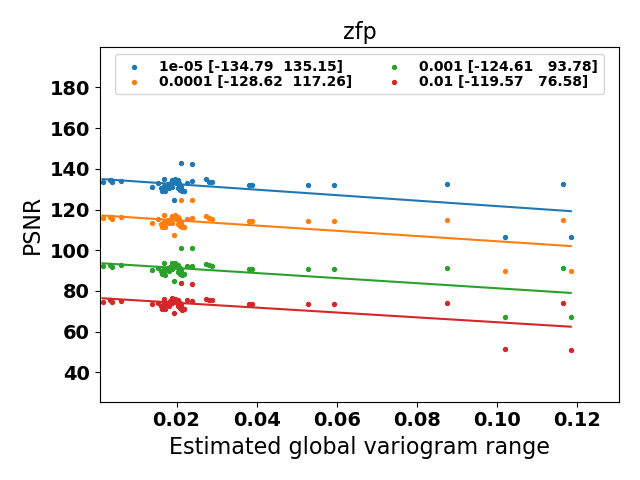 zfp
1e-05 [-134.79  135.15]
0.0001 [-128.62  117.26]
0.001 [-124.61   93.78]
0.01 [-119.57   76.58]
PSNR
180
160
140
120
100
80
60
40
0.02 0.04 0.06 0.08 0.10 0.12
Estimated global variogram range